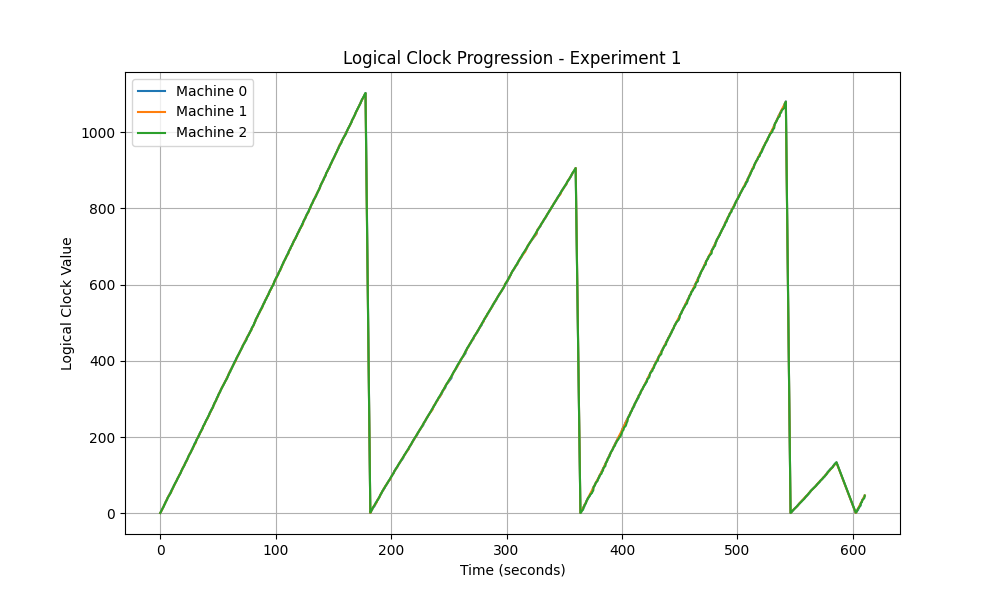 Logical Clock Progression - Experiment 1
Machine 0
Machine 1
Machine 2
Logical Clock Value
1000
800
600
400
200
0
0 100 200 300 400 500 600
Time (seconds)